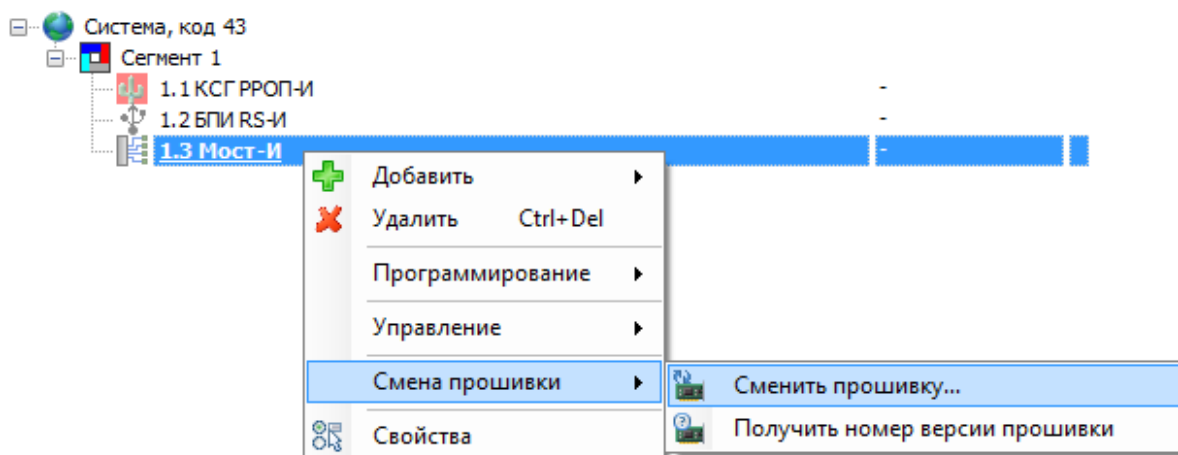 Система, код 43
Сегмент 1
1.1 КСГ РРОП-И -
1.2 БПИ RS-И -
1.3 Мост-И -
Добавить
Удалить Ctrl+Del
Программирование
Управление
Смена прошивки
Сменить прошивку...
Свойства
Получить номер версии прошивки